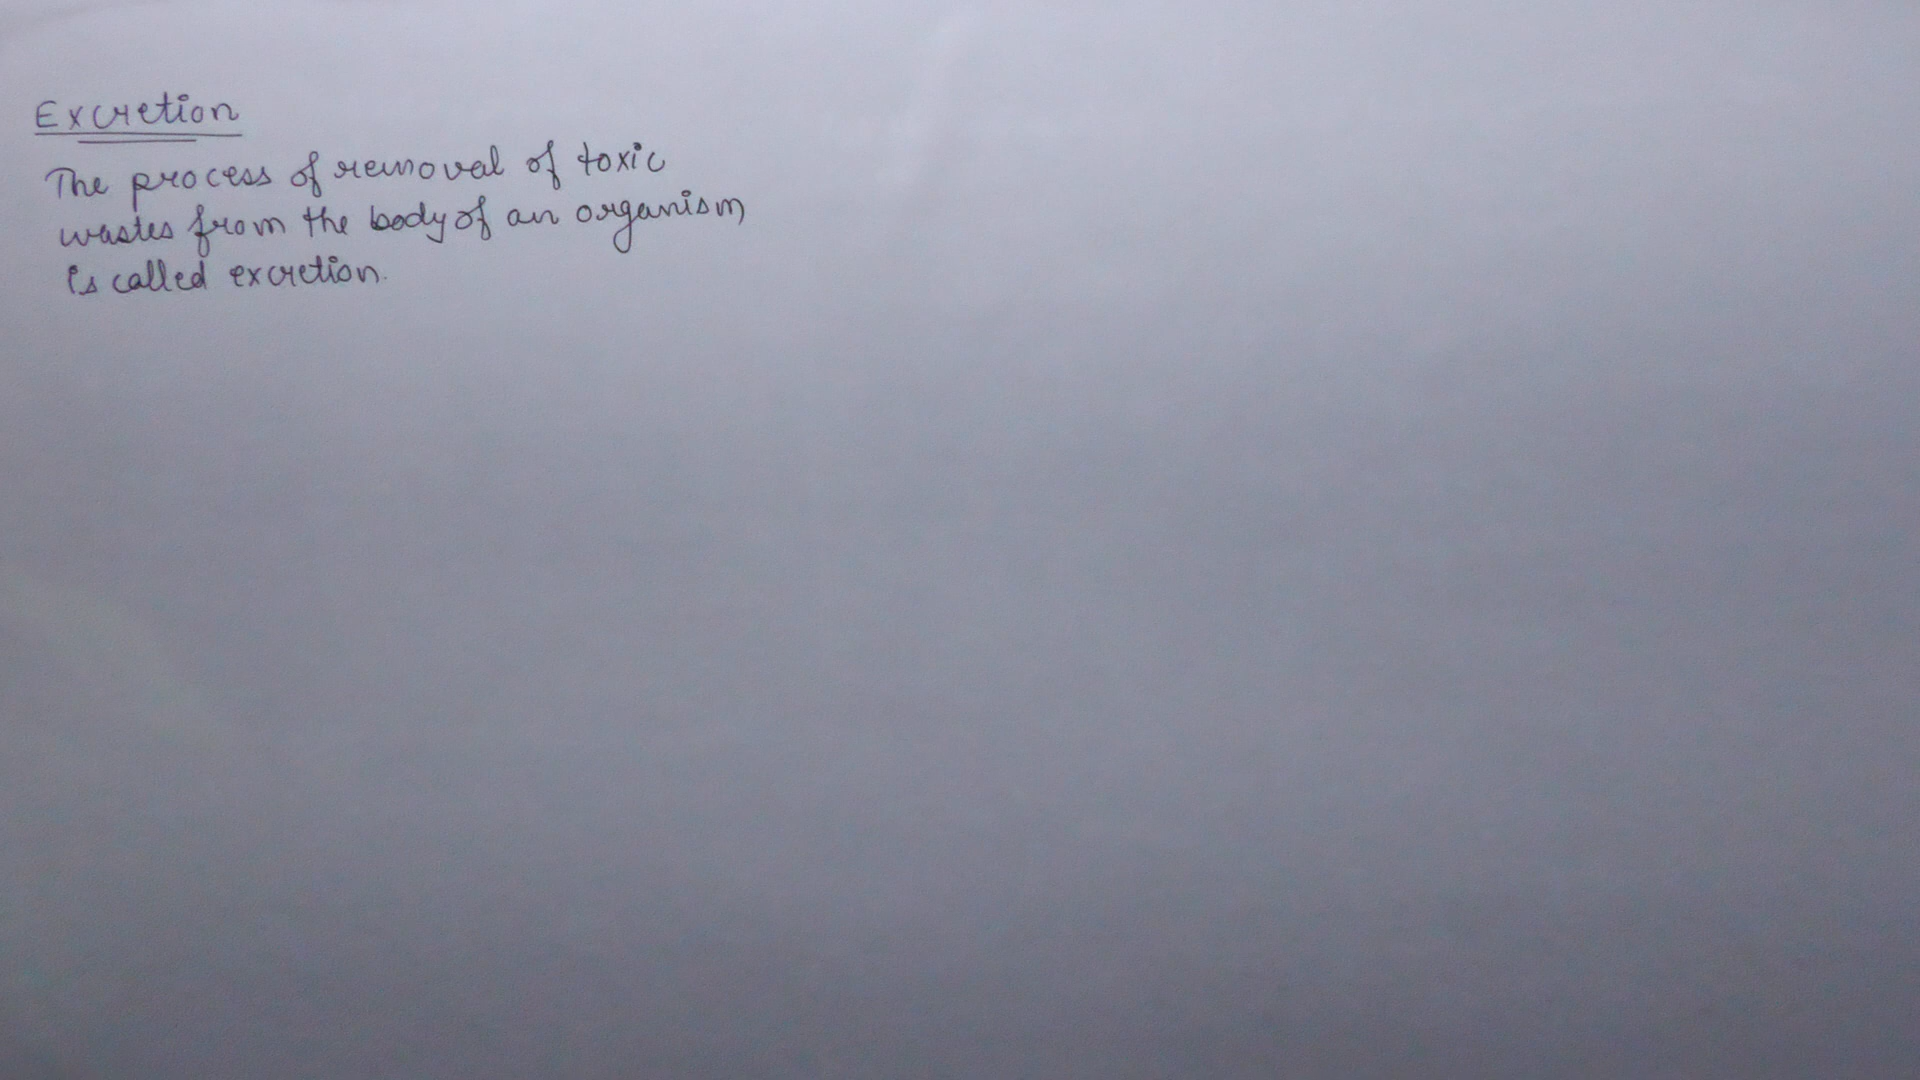 Excretion
The process of removal of toxic
wastes from the body of an organism
is called excretion.